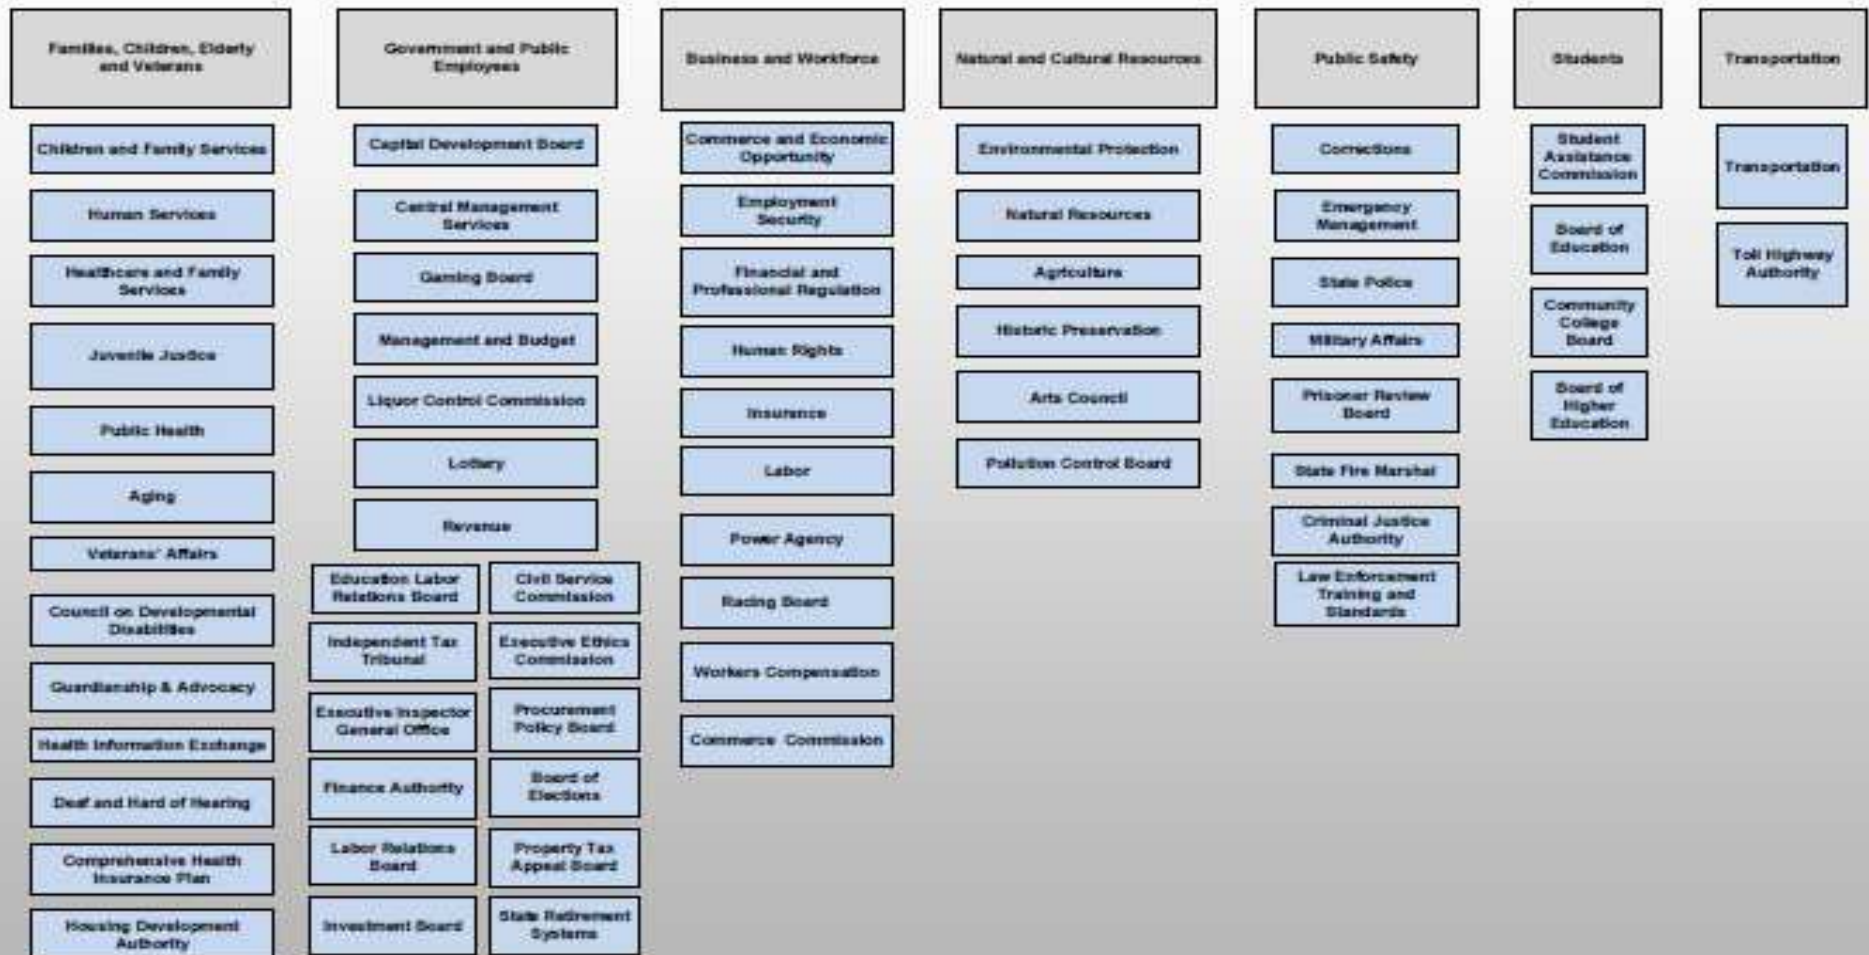 Families, Children, Elderly
and Veterans
Children and Family Services
Human Services
Healthcare and Family
Services
Juvenile Justice
Public Health
Aging
Veterans' Affairs
Council on Developmental
Disabilities
Guardianship & Advocacy
Health Information Exchange
Deaf and Hard of Hearing
Comprehensive Health
Insurance Plan
Housing Development
Authority
Government and Public
Employees
Capital Development Board
Central Management
Services
Gaming Board
Management and Budget
Liquor Control Commission
Lottery
Revenue
Education Labor
Relations Board
Independent Tax
Tribunal
Executive Inspector
General Office
Finance Authority
Labor Relations
Board
Investment Board
Civil Service
Commission
Executive Ethics
Commission
Procurement
Policy Board
Board of
Elections
Property Tax
Appeal Board
State Retirement
Systems
Business and Workforce
Commerce and Economic
Opportunity
Employment
Security
Financial and
Professional Regulation
Human Rights
Insurance
Labor
Power Agency
Racing Board
Workers Compensation
Commerce Commission
Natural and Cultural Resources
Environmental Protection
Natural Resources
Agriculture
Historic Preservation
Arts Council
Pollution Control Board
Public Safety
Corrections
Emergency
Management
State Police
Military Affairs
Prisoner Review
Board
State Fire Marshal
Criminal Justice
Authority
Law Enforcement
Training and
Standards
Students
Student
Assistance
Commission
Board of
Education
Community
College
Board
Board of
Higher
Education
Transportation
Transportation
Toll Highway
Authority